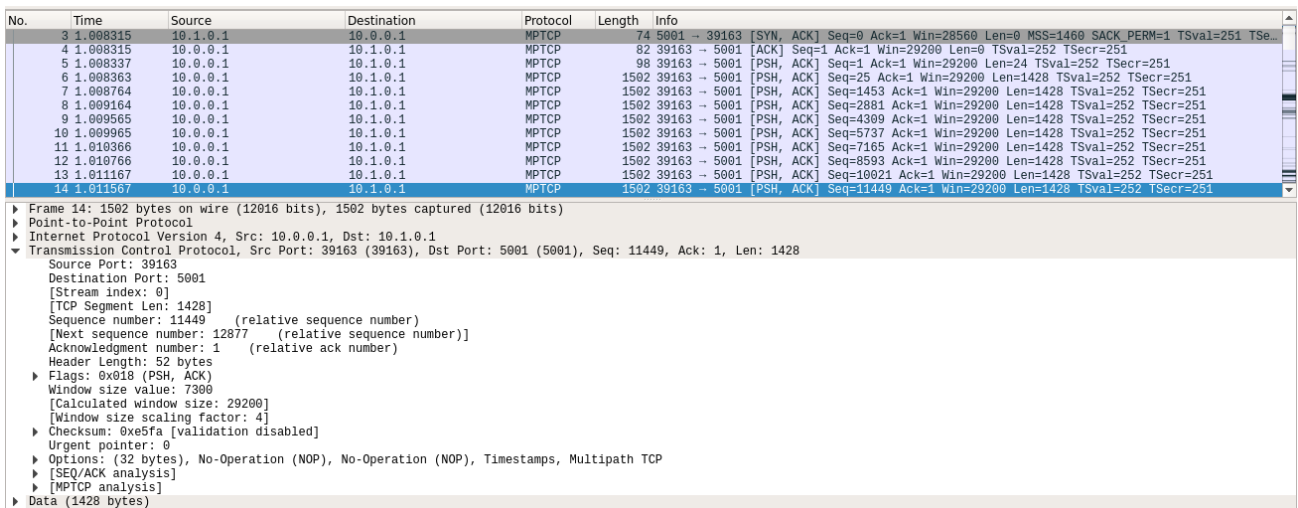 No. Time Source Destination Protocol Length Info
3 1.008315 10.1.0.1 10.0.0.1 MPTCP 74 5001 → 39163 [SYN, ACK] Seq=0 Ack=1 Win=28560 Len=0 MSS=1460 SACK_PERM=1 TSval=251 TSe…
4 1.008315 10.0.0.1 10.1.0.1 MPTCP 82 39163 → 5001 [ACK] Seq=1 Ack=1 Win=29200 Len=0 TSval=252 TSecr=251
5 1.008337 10.0.0.1 10.1.0.1 MPTCP 98 39163 → 5001 [PSH, ACK] Seq=1 Ack=1 Win=29200 Len=24 TSval=252 TSecr=251
6 1.008363 10.0.0.1 10.1.0.1 MPTCP 1502 39163 → 5001 [PSH, ACK] Seq=25 Ack=1 Win=29200 Len=1428 TSval=252 TSecr=251
7 1.008764 10.0.0.1 10.1.0.1 MPTCP 1502 39163 → 5001 [PSH, ACK] Seq=1453 Ack=1 Win=29200 Len=1428 TSval=252 TSecr=251
8 1.009164 10.0.0.1 10.1.0.1 MPTCP 1502 39163 → 5001 [PSH, ACK] Seq=2881 Ack=1 Win=29200 Len=1428 TSval=252 TSecr=251
9 1.009565 10.0.0.1 10.1.0.1 MPTCP 1502 39163 → 5001 [PSH, ACK] Seq=4309 Ack=1 Win=29200 Len=1428 TSval=252 TSecr=251
10 1.009965 10.0.0.1 10.1.0.1 MPTCP 1502 39163 → 5001 [PSH, ACK] Seq=5737 Ack=1 Win=29200 Len=1428 TSval=252 TSecr=251
11 1.010366 10.0.0.1 10.1.0.1 MPTCP 1502 39163 → 5001 [PSH, ACK] Seq=7165 Ack=1 Win=29200 Len=1428 TSval=252 TSecr=251
12 1.010766 10.0.0.1 10.1.0.1 MPTCP 1502 39163 → 5001 [PSH, ACK] Seq=8593 Ack=1 Win=29200 Len=1428 TSval=252 TSecr=251
13 1.011167 10.0.0.1 10.1.0.1 MPTCP 1502 39163 → 5001 [PSH, ACK] Seq=10021 Ack=1 Win=29200 Len=1428 TSval=252 TSecr=251
14 1.011567 10.0.0.1 10.1.0.1 MPTCP 1502 39163 → 5001 [PSH, ACK] Seq=11449 Ack=1 Win=29200 Len=1428 TSval=252 TSecr=251
Frame 14: 1502 bytes on wire (12016 bits), 1502 bytes captured (12016 bits)
Point-to-Point Protocol
Internet Protocol Version 4, Src: 10.0.0.1, Dst: 10.1.0.1
Transmission Control Protocol, Src Port: 39163 (39163), Dst Port: 5001 (5001), Seq: 11449, Ack: 1, Len: 1428
Source Port: 39163
Destination Port: 5001
[Stream index: 0]
[TCP Segment Len: 1428]
Sequence number: 11449 (relative sequence number)
[Next sequence number: 12877 (relative sequence number)]
Acknowledgment number: 1 (relative ack number)
Header Length: 52 bytes
Flags: 0x018 (PSH, ACK)
Window size value: 7300
[Calculated window size: 29200]
[Window size scaling factor: 4]
Checksum: 0xe5fa [validation disabled]
Urgent pointer: 0
Options: (32 bytes), No-Operation (NOP), No-Operation (NOP), Timestamps, Multipath TCP
[SEQ/ACK analysis]
[MPTCP analysis]
Data (1428 bytes)